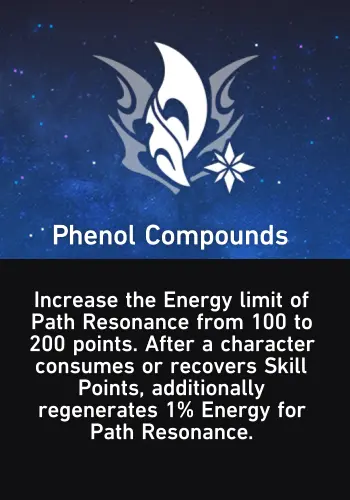 Phenol Compounds
Increase the Energy limit of
Path Resonance from 100 to
200 points. After a character
consumes or recovers Skill
Points, additionally
regenerates 1% Energy for
Path Resonance.